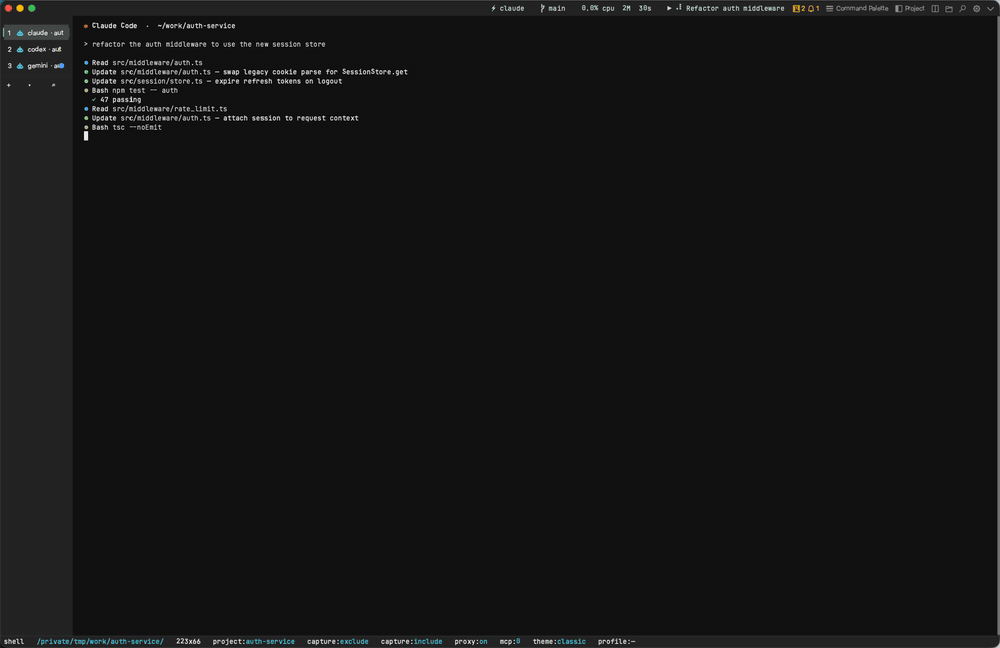 claude main 0.0% cpu 2M 30s Refactor auth middleware 2 1 Command Palette Project
1 claude · aut
2 codex · aut
3 gemini · au
Claude Code · ~/work/auth-service
> refactor the auth middleware to use the new session store
Read src/middleware/auth.ts
Update src/middleware/auth.ts — swap legacy cookie parse for SessionStore.get
Update src/session/store.ts — expire refresh tokens on logout
Bash npm test -- auth
✓ 47 passing
Read src/middleware/rate_limit.ts
Update src/middleware/auth.ts — attach session to request context
Bash tsc --noEmit
shell /private/tmp/work/auth-service/ 223x66 project:auth-service capture:exclude capture:include proxy:on mcp:0 theme:classic profile:—